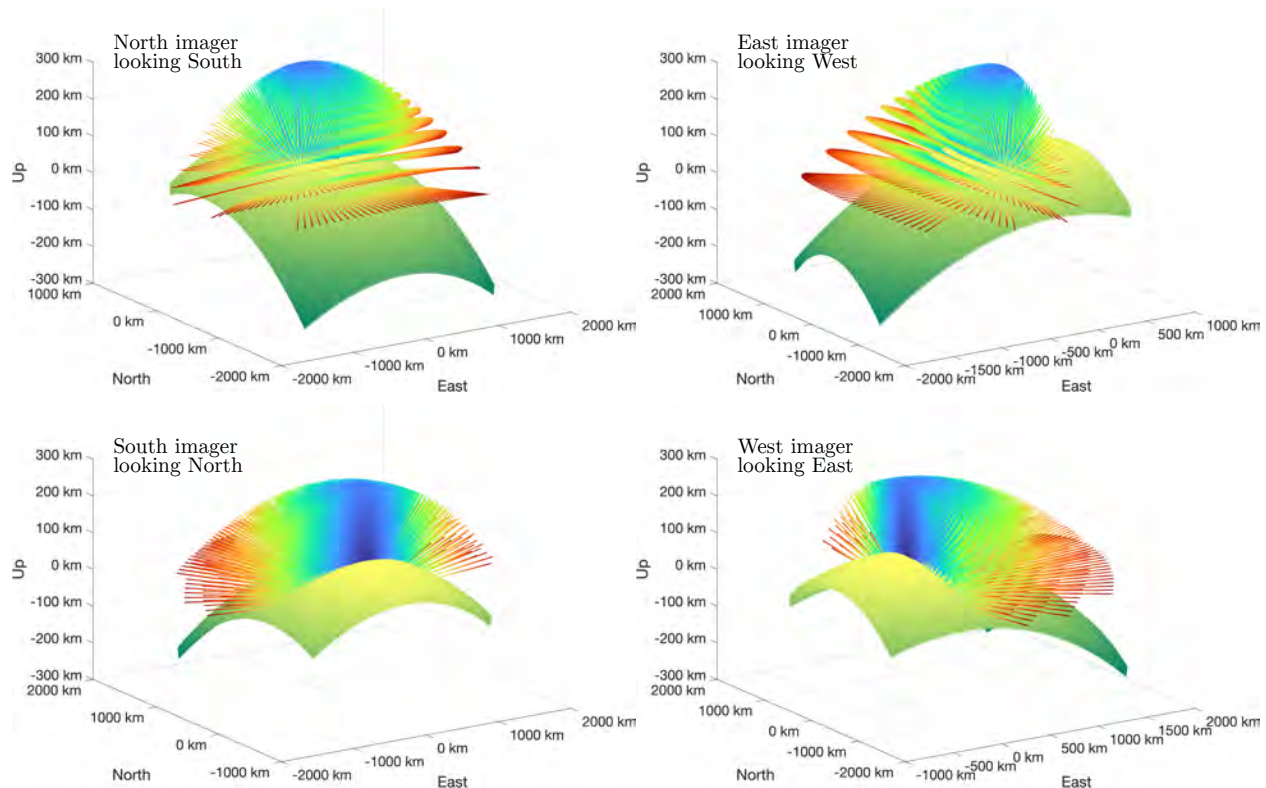 North imager
looking South
300 km
200 km
100 km
0 km
-100 km
-200 km
-300 km
Up
1000 km
0 km
-1000 km
-2000 km
North
-2000 km
-1000 km
0 km
1000 km
2000 km
East
East imager
looking West
300 km
200 km
100 km
0 km
-100 km
-200 km
-300 km
Up
2000 km
1000 km
0 km
-1000 km
-2000 km
North
-2000 km
-1500 km
-1000 km
-500 km
0 km
500 km
1000 km
East
South imager
looking North
300 km
200 km
100 km
0 km
-100 km
-200 km
-300 km
Up
2000 km
1000 km
0 km
-1000 km
North
-2000 km
-1000 km
0 km
1000 km
2000 km
East
West imager
looking East
300 km
200 km
100 km
0 km
-100 km
-200 km
-300 km
Up
2000 km
1000 km
0 km
-1000 km
-2000 km
North
-1000 km
-500 km
0 km
500 km
1000 km
1500 km
2000 km
East